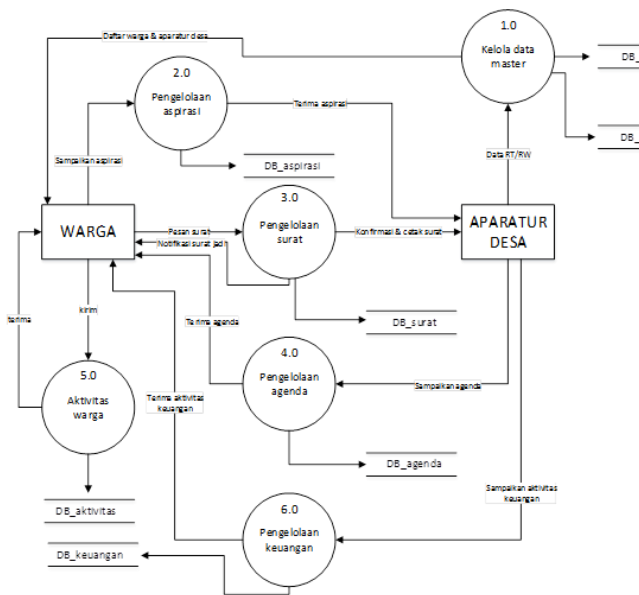 1.0
Kelola data
master
DB_
DB_
Daftar warga & aparatur desa
2.0
Pengelolaan
aspirasi
Terima aspirasi
Sampaikan aspirasi
DB_aspirasi
Data RT/RW
3.0
Pengelolaan
surat
WARGA
Pesan surat
Notifikasi surat jadi
Konfirmasi & cetak surat
APARATUR
DESA
terima
kirim
Terima agenda
DB_surat
4.0
Pengelolaan
agenda
Sampaikan agenda
5.0
Aktivitas
warga
Terima aktivitas
keuangan
DB_agenda
Sampaikan aktivitas
keuangan
DB_aktivitas
6.0
Pengelolaan
keuangan
DB_keuangan